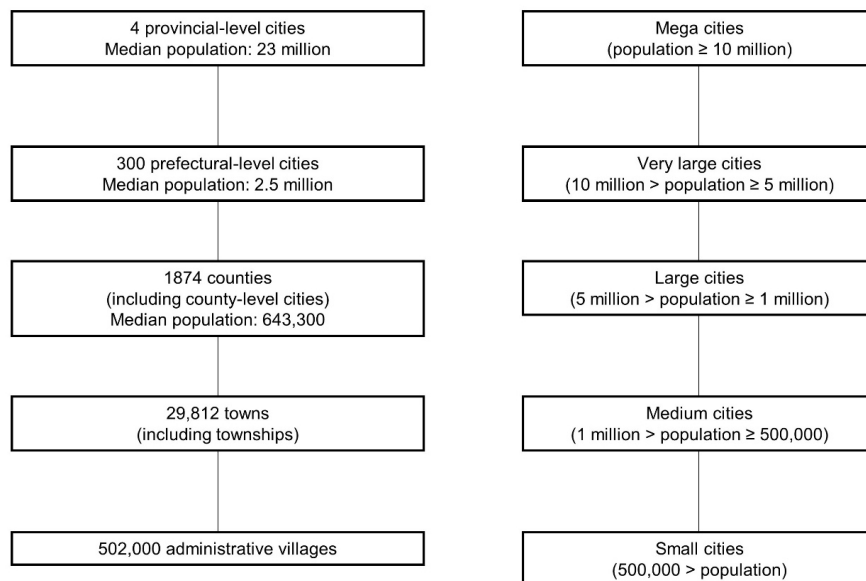 4 provincial-level cities
Median population: 23 million
300 prefectural-level cities
Median population: 2.5 million
1874 counties
(including county-level cities)
Median population: 643,300
29,812 towns
(including townships)
502,000 administrative villages
Mega cities
(population ≥ 10 million)
Very large cities
(10 million > population ≥ 5 million)
Large cities
(5 million > population ≥ 1 million)
Medium cities
(1 million > population ≥ 500,000)
Small cities
(500,000 > population)